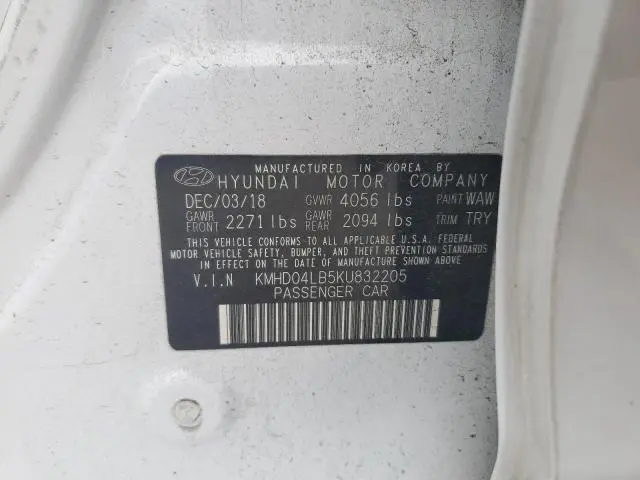 MANUFACTURED IN KOREA BY
HYUNDAI MOTOR COMPANY
DEC/03/18 GVWR 4056 lbs PAINT WAW
GAWR FRONT 2271 lbs GAWR REAR 2094 lbs TRIM TRY
THIS VEHICLE CONFORMS TO ALL APPLICABLE U.S.A. FEDERAL
MOTOR VEHICLE SAFETY, BUMPER, AND THEFT PREVENTION STANDARDS
IN EFFECT ON THE DATE OF MANUFACTURE SHOWN ABOVE.
V.I.N KMHD04LB5KU832205
PASSENGER CAR